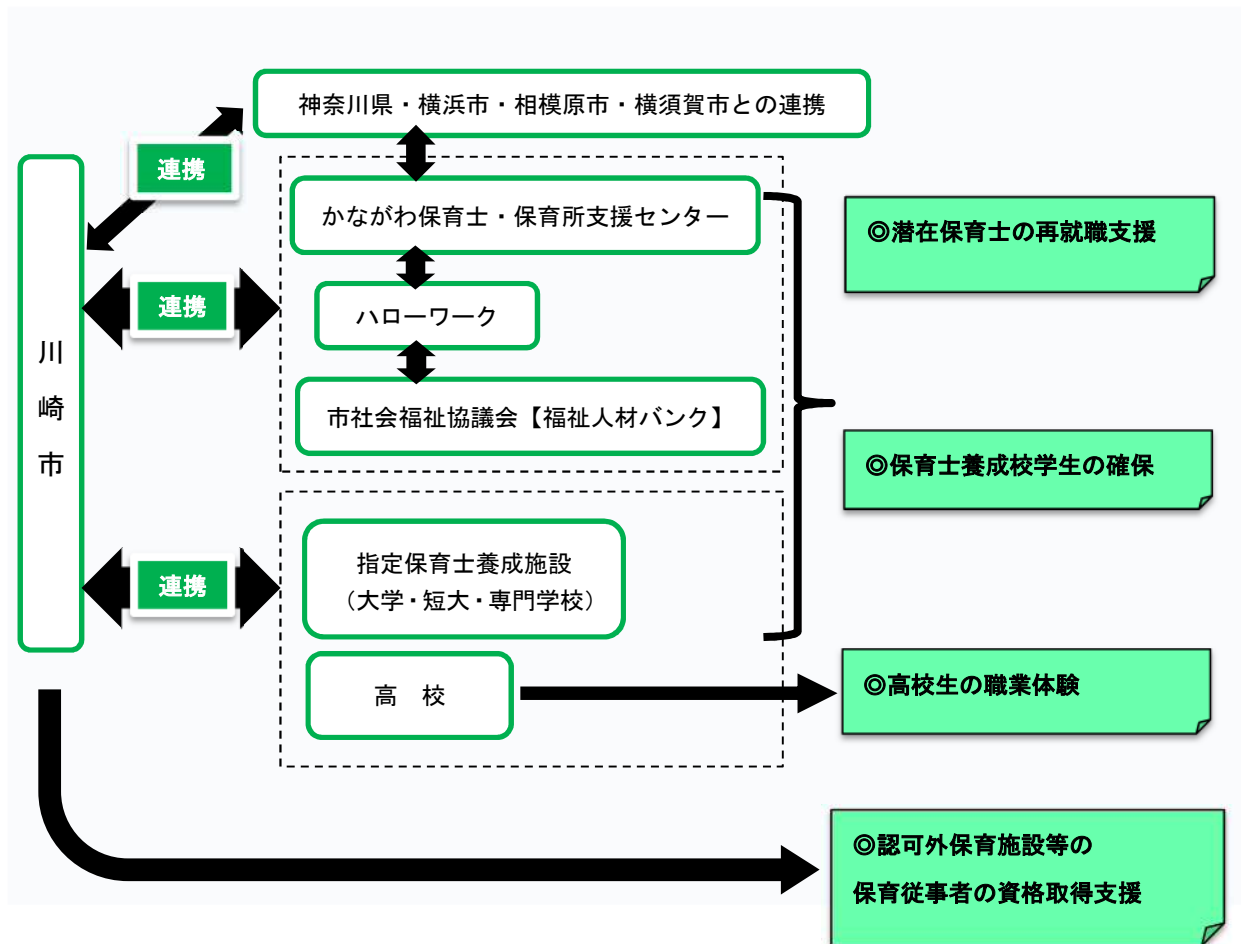 神奈川県・横浜市・相模原市・横須賀市との連携
連携
かながわ保育士・保育所支援センター
◎潜在保育士の再就職支援
連携
ハローワーク
川崎市
市社会福祉協議会【福祉人材バンク】
◎保育士養成校学生の確保
連携
指定保育士養成施設
（大学・短大・専門学校）
高　校
◎高校生の職業体験
◎認可外保育施設等の
保育従事者の資格取得支援